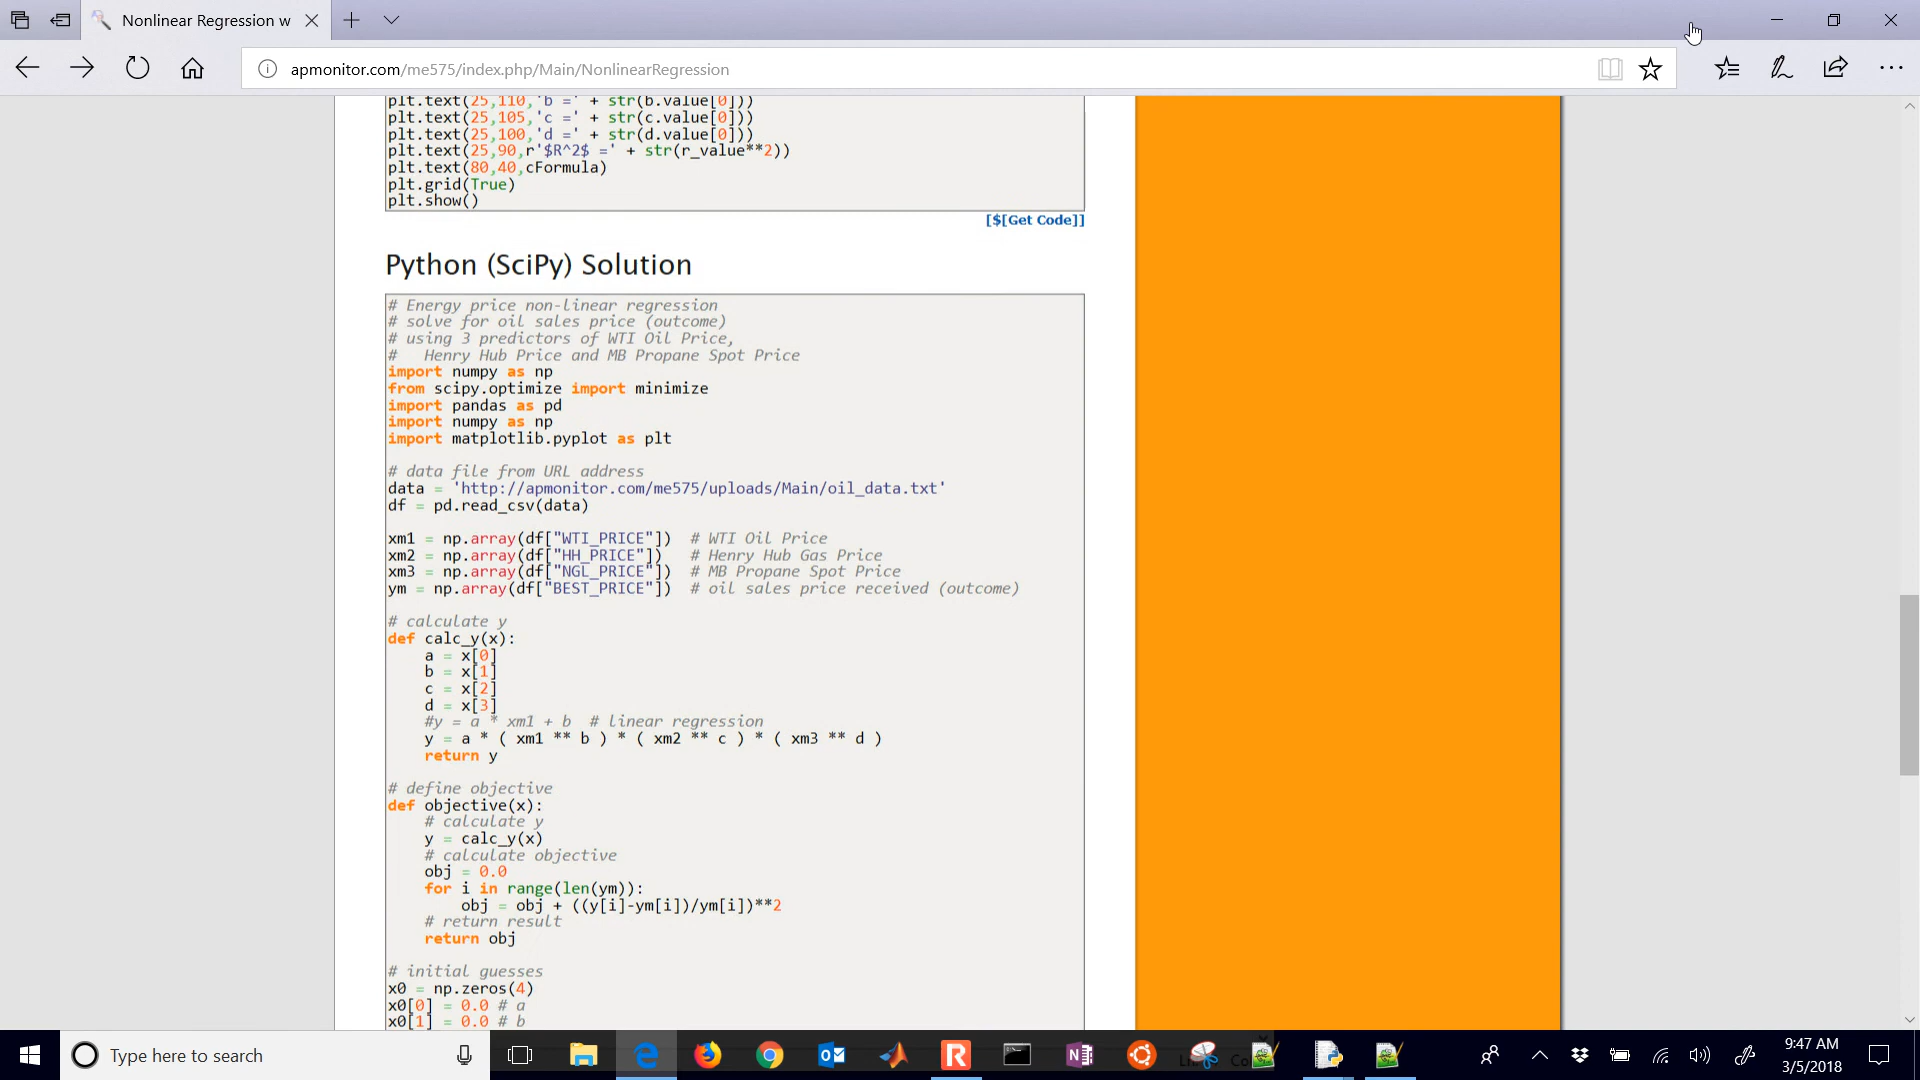 Nonlinear Regression w
apmonitor.com/me575/index.php/Main/NonlinearRegression
plt.text(25,110,'b =' + str(b.value[0]))
plt.text(25,105,'c =' + str(c.value[0]))
plt.text(25,100,'d =' + str(d.value[0]))
plt.text(25,90,r'$R^2$ =' + str(r_value**2))
plt.text(80,40,cFormula)
plt.grid(True)
plt.show()
[$[Get Code]]
Python (SciPy) Solution
# Energy price non-linear regression
# solve for oil sales price (outcome)
# using 3 predictors of WTI Oil Price,
#   Henry Hub Price and MB Propane Spot Price
import numpy as np
from scipy.optimize import minimize
import pandas as pd
import numpy as np
import matplotlib.pyplot as plt
# data file from URL address
data = 'http://apmonitor.com/me575/uploads/Main/oil_data.txt'
df = pd.read_csv(data)
xm1 = np.array(df["WTI_PRICE"])  # WTI Oil Price
xm2 = np.array(df["HH_PRICE"])   # Henry Hub Gas Price
xm3 = np.array(df["NGL_PRICE"])  # MB Propane Spot Price
ym = np.array(df["BEST_PRICE"])  # oil sales price received (outcome)
# calculate y
def calc_y(x):
    a = x[0]
    b = x[1]
    c = x[2]
    d = x[3]
    #y = a * xm1 + b  # linear regression
    y = a * ( xm1 ** b ) * ( xm2 ** c ) * ( xm3 ** d )
    return y
# define objective
def objective(x):
    # calculate y
    y = calc_y(x)
    # calculate objective
    obj = 0.0
    for i in range(len(ym)):
        obj = obj + ((y[i]-ym[i])/ym[i])**2
    # return result
    return obj
# initial guesses
x0 = np.zeros(4)
x0[0] = 0.0 # a
x0[1] = 0.0 # b
Type here to search
9:47 AM
3/5/2018